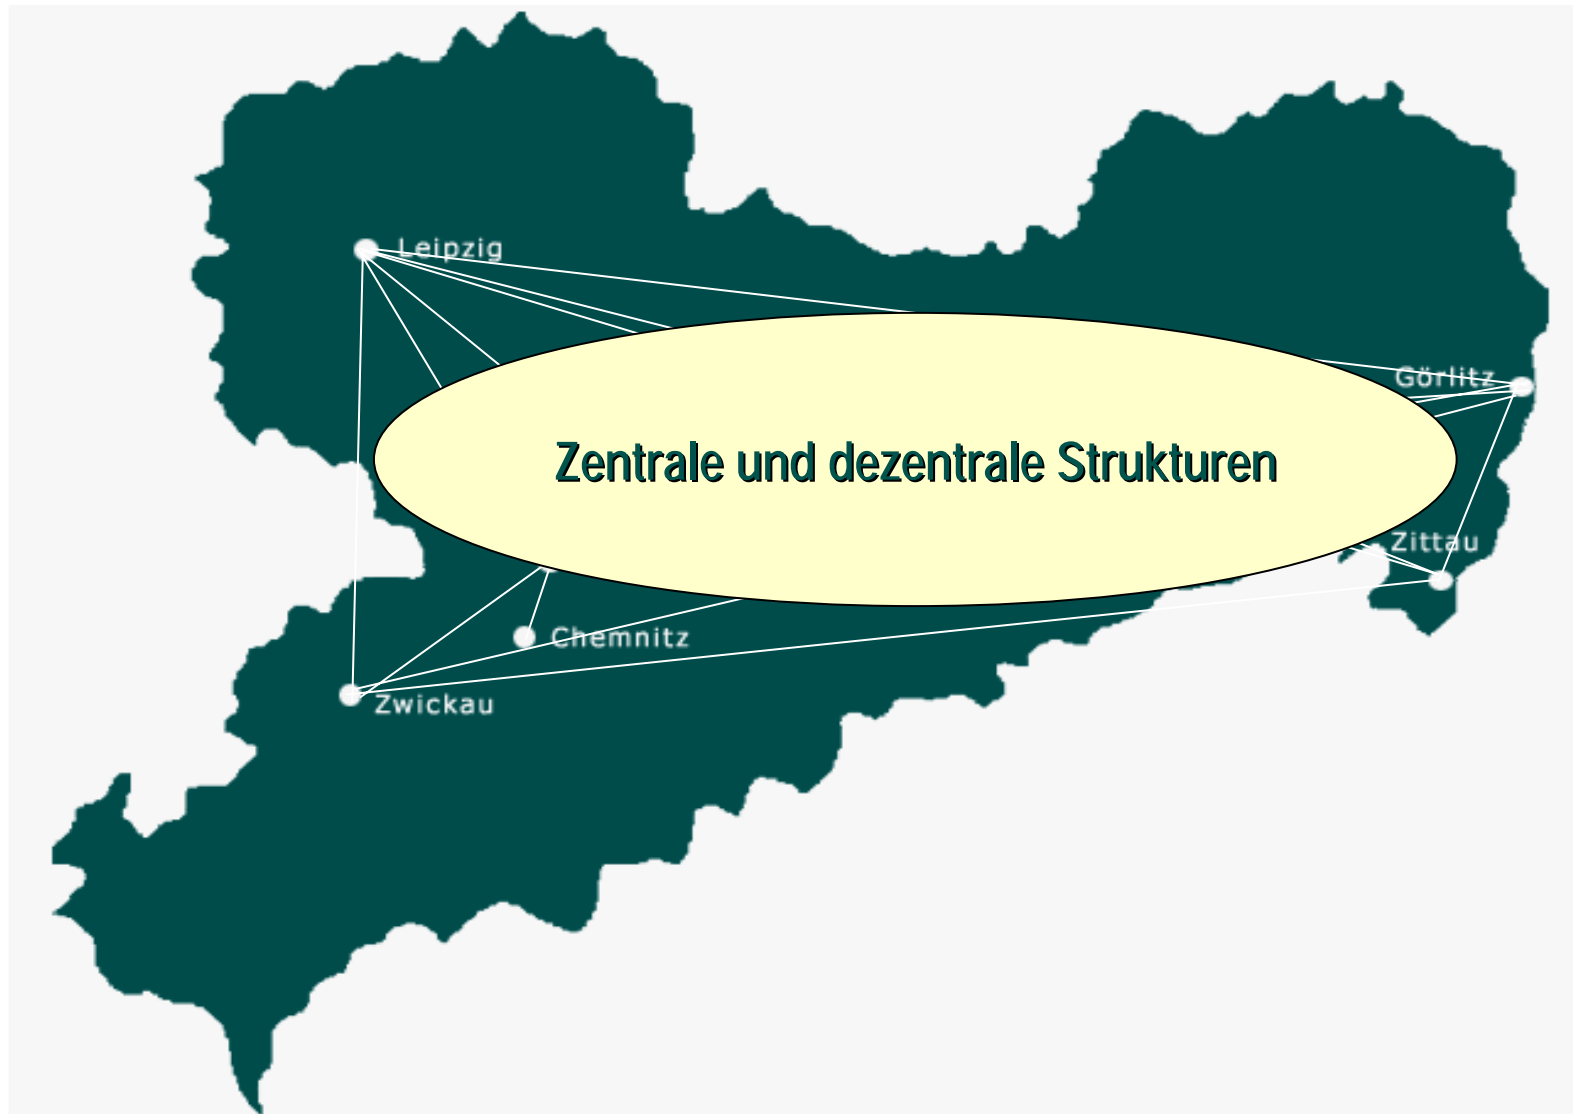 Leipzig
Görlitz
Zentrale und dezentrale Strukturen
Zittau
Chemnitz
Zwickau